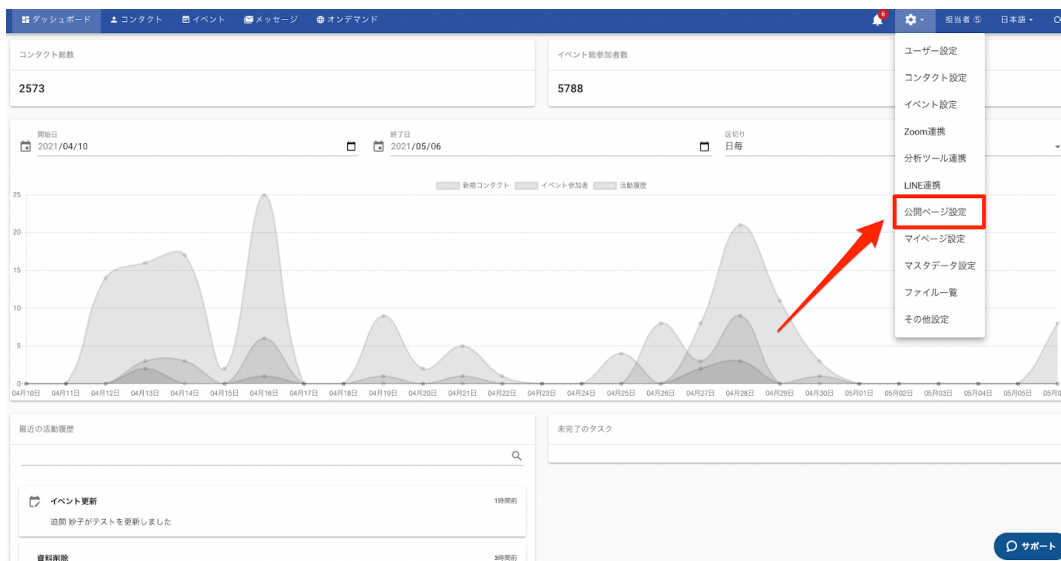 ダッシュボード コンタクト イベント メッセージ オンデマンド 6 担当者 ⑤ 日本語
コンタクト総数
2573
イベント総参加者数
5788
ユーザー設定
コンタクト設定
イベント設定
Zoom連携
分析ツール連携
LINE連携
公開ページ設定
マイページ設定
マスタデータ設定
ファイル一覧
その他設定
開始日
2021/04/10
終了日
2021/05/06
区切り
日毎
新規コンタクト イベント参加者 活動履歴
25
20
15
10
5
0
04月10日 04月11日 04月12日 04月13日 04月14日 04月15日 04月16日 04月17日 04月18日 04月19日 04月20日 04月21日 04月22日 04月23日 04月24日 04月25日 04月26日 04月27日 04月28日 04月29日 04月30日 05月01日 05月02日 05月03日 05月04日 05月05日 05月0
最近の活動履歴
イベント更新 1時間前
迫間 妙子がテストを更新しました
資料削除 3時間前
未完了のタスク
サポート